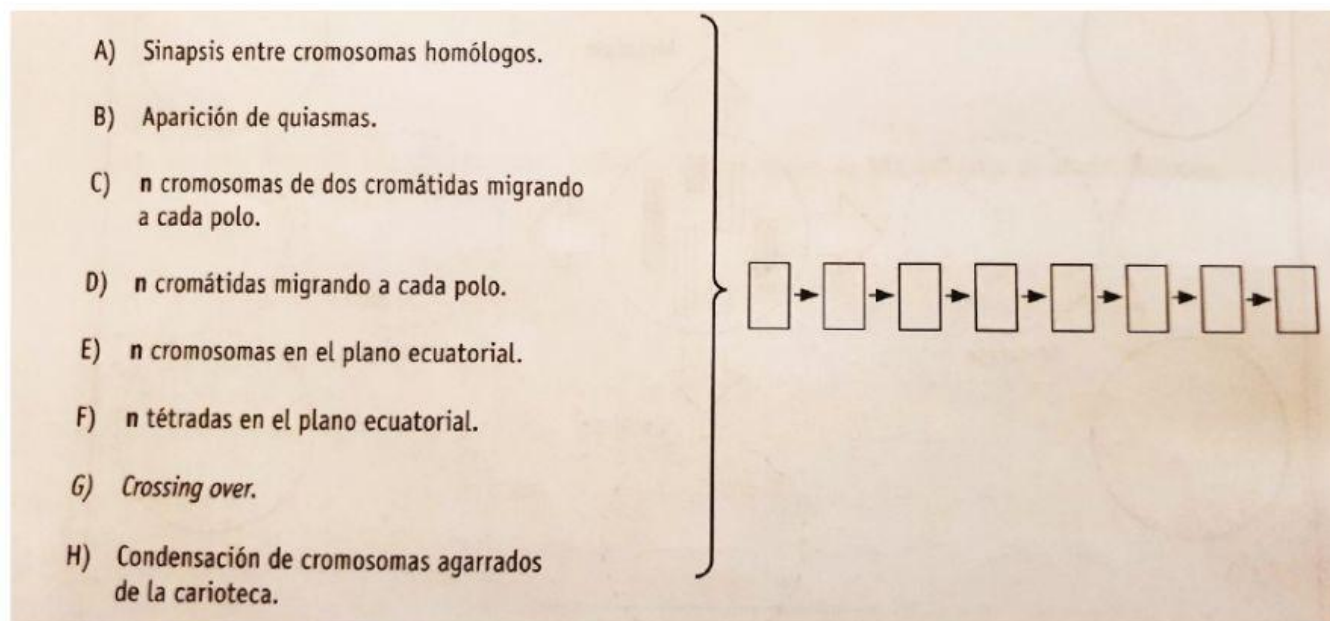 A) Sinapsis entre cromosomas homólogos.
B) Aparición de quiasmas.
C) n cromosomas de dos cromátidas migrando
a cada polo.
D) n cromátidas migrando a cada polo.
E) n cromosomas en el plano ecuatorial.
F) n tétradas en el plano ecuatorial.
G) Crossing over.
H) Condensación de cromosomas agarrados
de la carioteca.